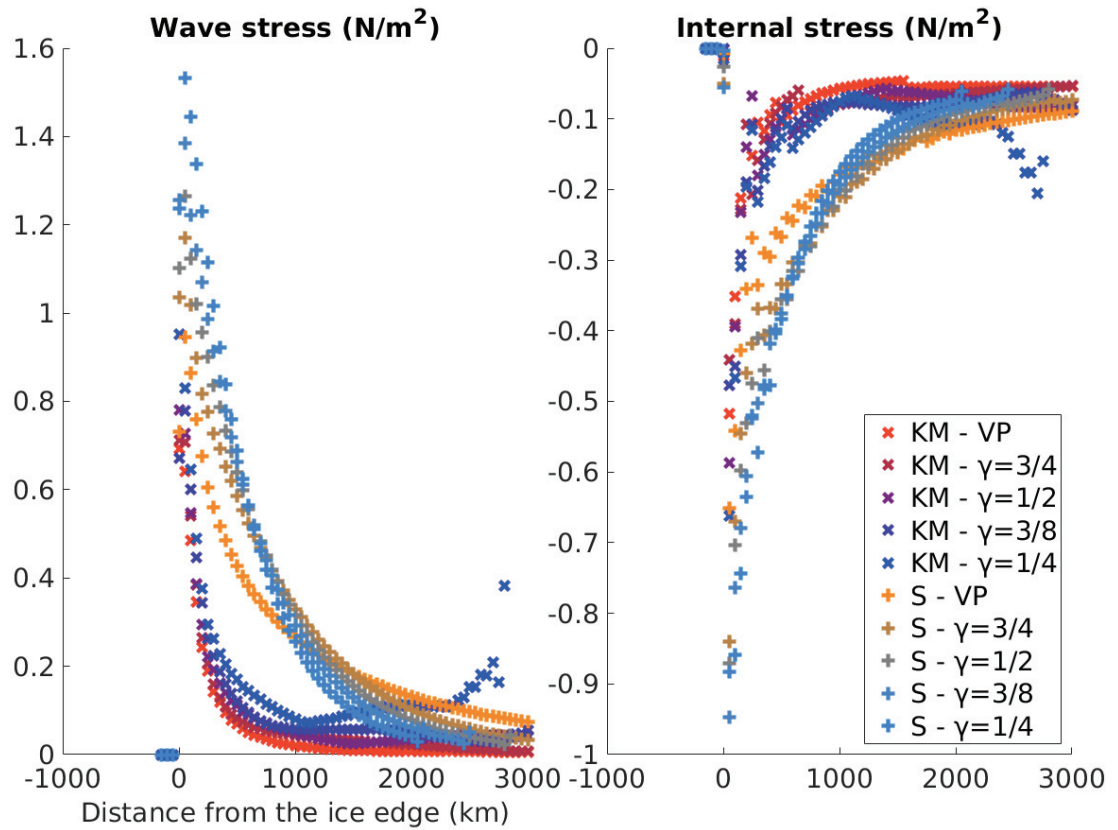 Wave stress (N/m²)
1.6
1.4
1.2
1
0.8
0.6
0.4
0.2
0
-1000 0 1000 2000 3000
Distance from the ice edge (km)
Internal stress (N/m²)
0
-0.1
-0.2
-0.3
-0.4
-0.5
-0.6
-0.7
-0.8
-0.9
-1
-1000 0 1000 2000 3000
KM - VP
KM - γ=3/4
KM - γ=1/2
KM - γ=3/8
KM - γ=1/4
S - VP
S - γ=3/4
S - γ=1/2
S - γ=3/8
S - γ=1/4